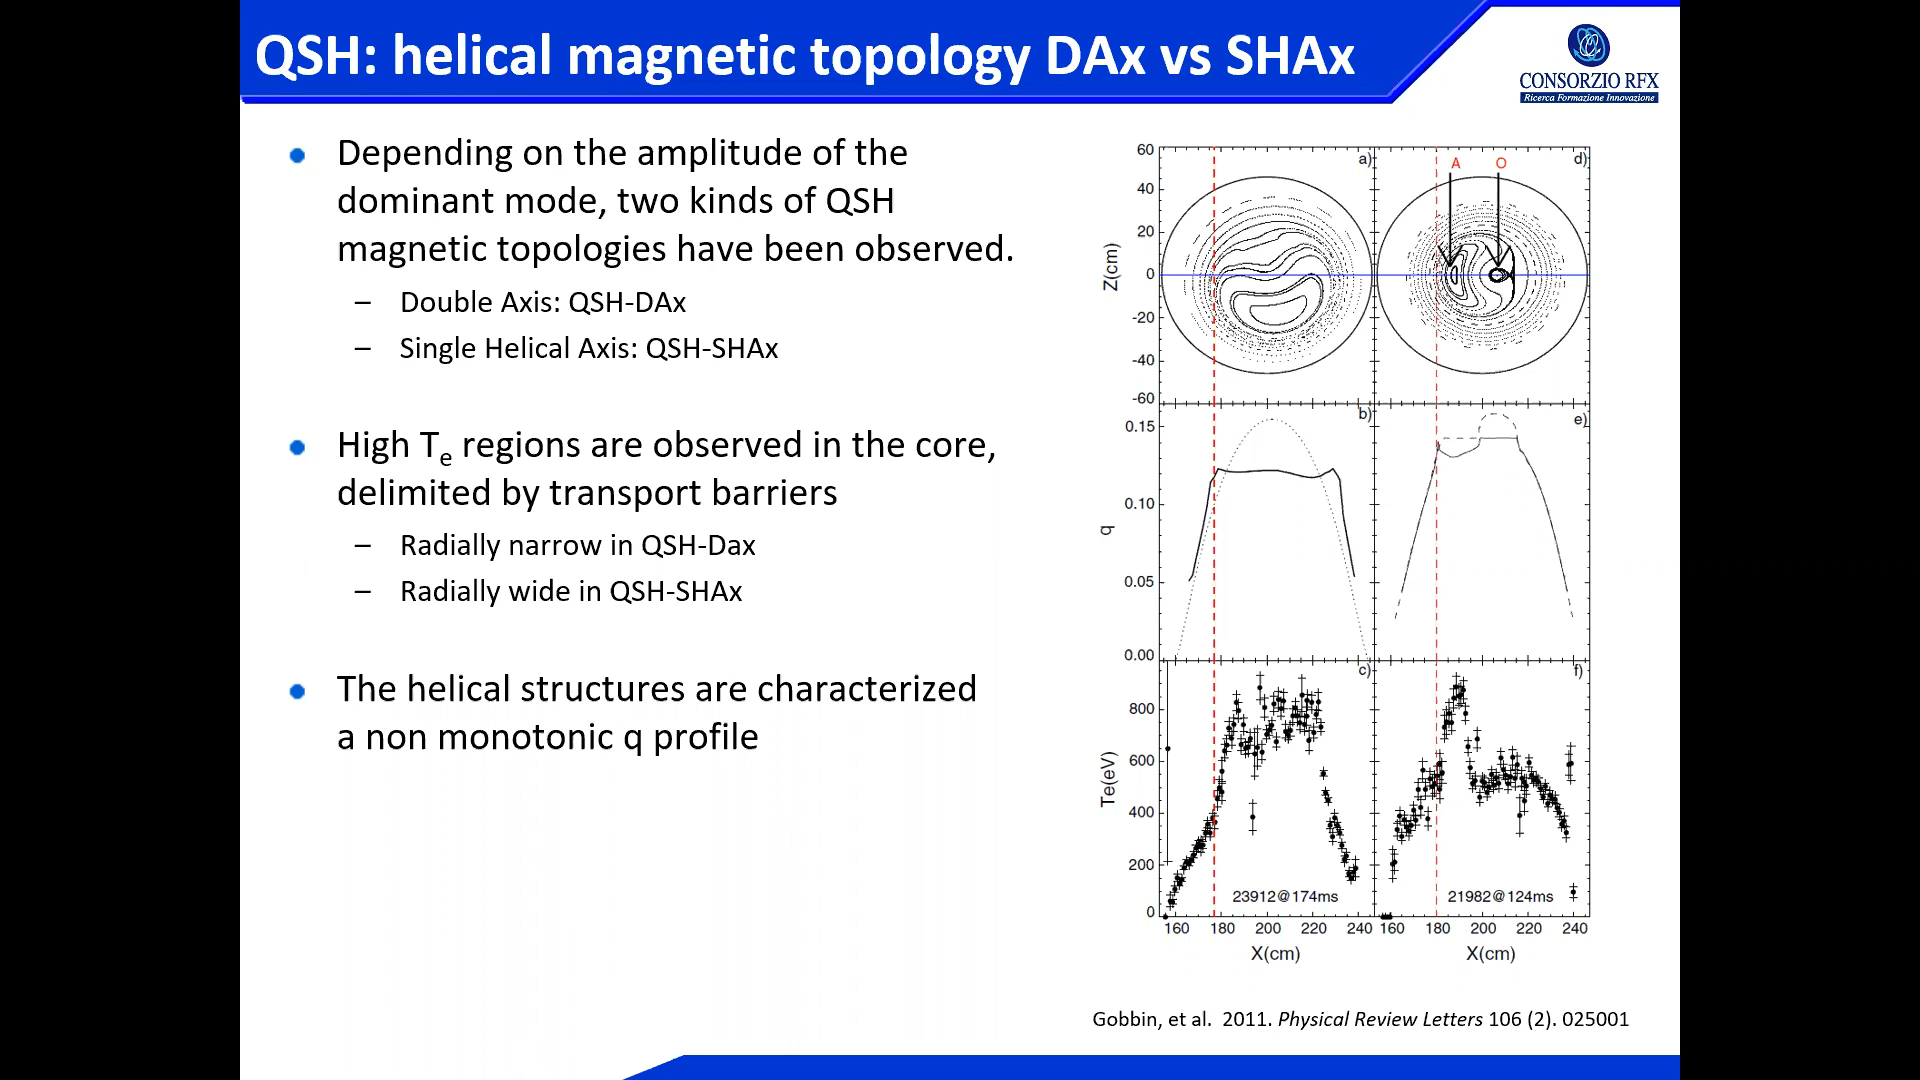 QSH: helical magnetic topology DAx vs SHAx
CONSORZIO RFX
Ricerca Formazione Innovazione
Depending on the amplitude of the
dominant mode, two kinds of QSH
magnetic topologies have been observed.
– Double Axis: QSH-DAx
– Single Helical Axis: QSH-SHAx
High Te regions are observed in the core,
delimited by transport barriers
– Radially narrow in QSH-Dax
– Radially wide in QSH-SHAx
The helical structures are characterized
a non monotonic q profile
60
40
20
0
-20
-40
-60
Z(cm)
a)
A
O
d)
0.15
0.10
0.05
0.00
q
b)
e)
800
600
400
200
0
Te(eV)
c)
f)
23912@174ms
21982@124ms
160 180 200 220 240
160 180 200 220 240
X(cm)
X(cm)
Gobbin, et al. 2011. Physical Review Letters 106 (2). 025001